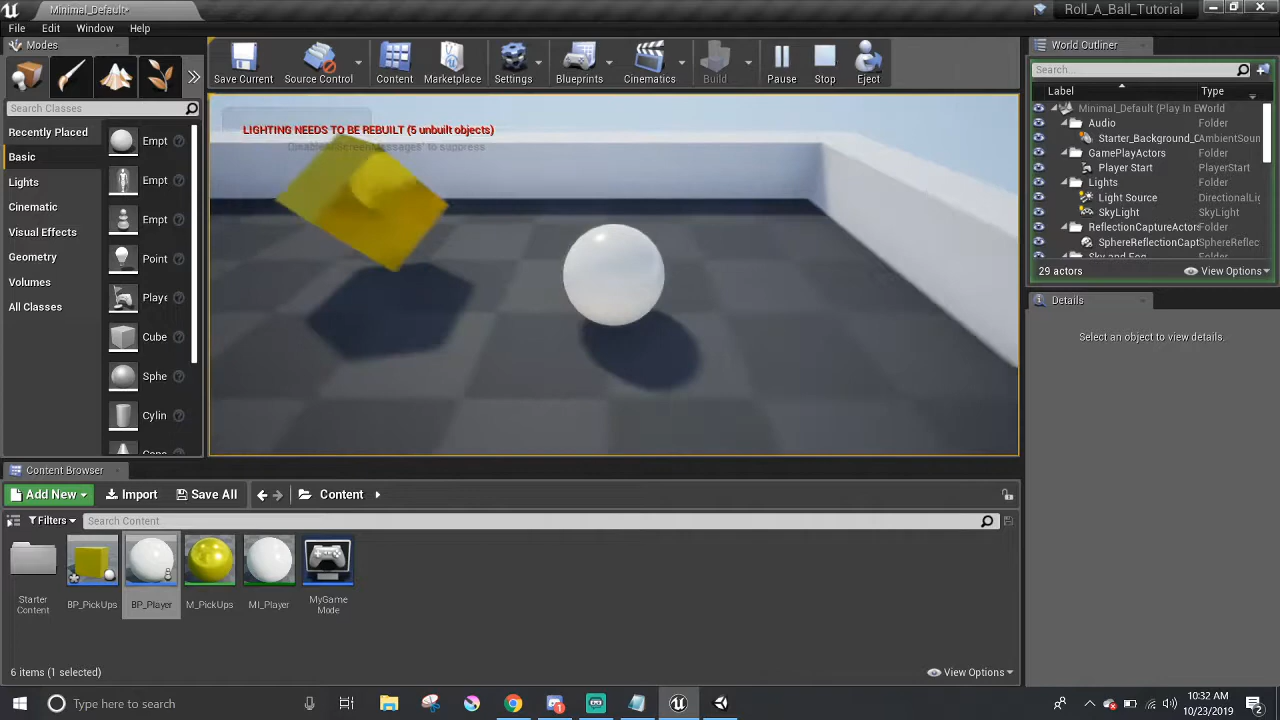 Minimal_Default*
Roll_A_Ball_Tutorial
File Edit Window Help
Modes
World Outliner
Save Current
Source Control
Content
Marketplace
Settings
Blueprints
Cinematics
Build
Pause
Stop
Eject
Search Classes
Recently Placed
Basic
Lights
Cinematic
Visual Effects
Geometry
Volumes
All Classes
Empt
Empt
Empt
Point
Playe
Cube
Sphe
Cylin
LIGHTING NEEDS TO BE REBUILT (5 unbuilt objects)
Search...
Label Type
Minimal_Default (Play In E World
Audio Folder
Starter_Background_C AmbientSoun
GamePlayActors Folder
Player Start PlayerStart
Lights Folder
Light Source DirectionalLig
SkyLight SkyLight
ReflectionCaptureActors Folder
SphereReflectionCapt SphereReflec
Sky and Fog Folder
29 actors View Options
Details
Select an object to view details.
Content Browser
Add New Import Save All Content
Filters Search Content
Starter Content
BP_PickUps
BP_Player
M_PickUps
MI_Player
MyGame Mode
6 items (1 selected) View Options
Type here to search
10:32 AM
10/23/2019
2